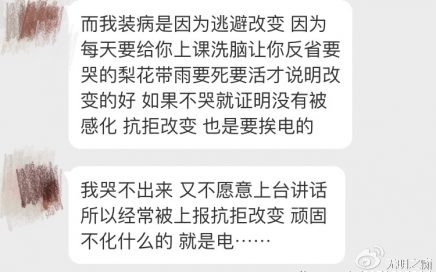 而我装病是因为逃避改变 因为
每天要给你上课洗脑让你反省要
哭的梨花带雨要死要活才说明改
变的好 如果不哭就证明没有被
感化 抗拒改变 也是要挨电的
我哭不出来 又不愿意上台讲话
所以经常被上报抗拒改变 顽固
不化什么的 就是电……